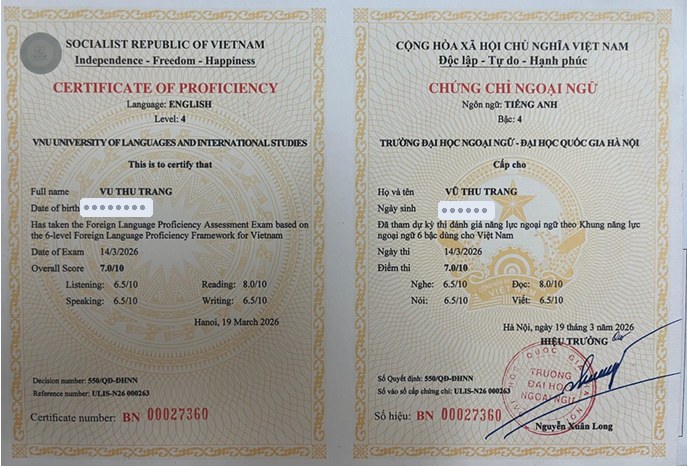 SOCIALIST REPUBLIC OF VIETNAM
Independence - Freedom - Happiness
CERTIFICATE OF PROFICIENCY
Language: ENGLISH
Level: 4
VNU UNIVERSITY OF LANGUAGES AND INTERNATIONAL STUDIES
This is to certify that
Full name VU THU TRANG
Date of birth
Has taken the Foreign Language Proficiency Assessment Exam based on
the 6-level Foreign Language Proficiency Framework for Vietnam
Date of Exam 14/3/2026
Overall Score 7.0/10
Listening: 6.5/10 Reading: 8.0/10
Speaking: 6.5/10 Writing: 6.5/10
Hanoi, 19 March 2026
Decision number: 550/QĐ-ĐHNN
Reference number: ULIS-N26 000263
Certificate number: BN 00027360
CỘNG HÒA XÃ HỘI CHỦ NGHĨA VIỆT NAM
Độc lập - Tự do - Hạnh phúc
CHỨNG CHỈ NGOẠI NGỮ
Ngôn ngữ: TIẾNG ANH
Bậc: 4
TRƯỜNG ĐẠI HỌC NGOẠI NGỮ - ĐẠI HỌC QUỐC GIA HÀ NỘI
Cấp cho
Họ và tên VŨ THU TRANG
Ngày sinh
Đã tham dự kỳ thi đánh giá năng lực ngoại ngữ theo Khung năng lực
ngoại ngữ 6 bậc dùng cho Việt Nam
Ngày thi 14/3/2026
Điểm thi 7.0/10
Nghe: 6.5/10 Đọc: 8.0/10
Nói: 6.5/10 Viết: 6.5/10
Hà Nội, ngày 19 tháng 3 năm 2026
HIỆU TRƯỞNG
TRƯỜNG
ĐẠI HỌC
NGOẠI NGỮ
Số Quyết định: 550/QĐ-ĐHNN
Số vào sổ cấp chứng chỉ: ULIS-N26 000263
Số hiệu: BN 00027360
Nguyễn Xuân Long